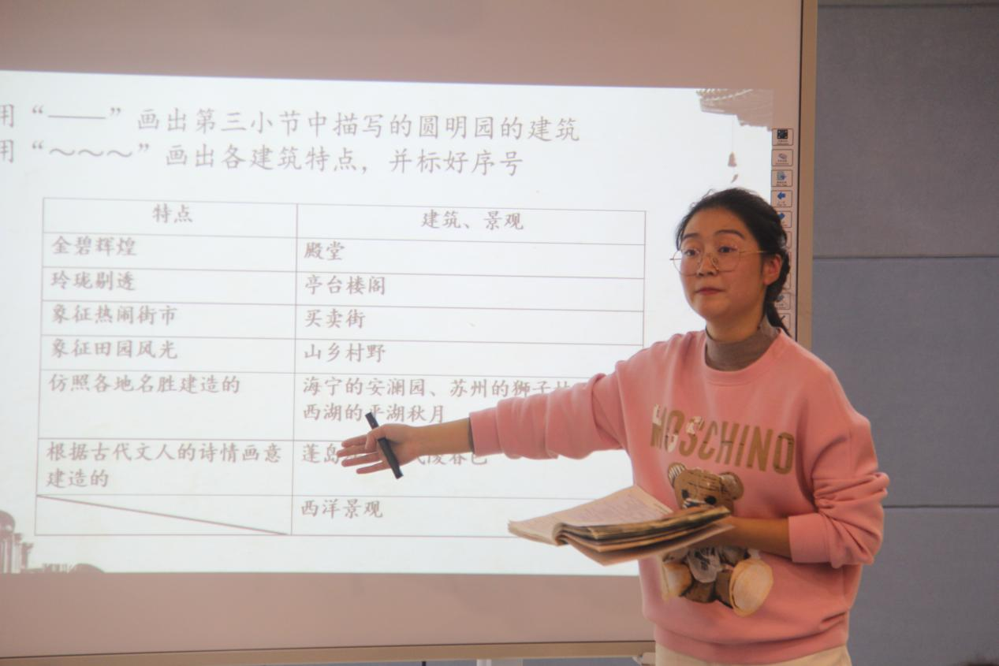 用“——”画出第三小节中描写的圆明园的建筑
用“～～～”画出各建筑特点，并标好序号
特点 建筑、景观
金碧辉煌 殿堂
玲珑剔透 亭台楼阁
象征热闹街市 买卖街
象征田园风光 山乡村野
仿照各地名胜建造的 海宁的安澜园、苏州的狮子林
西湖的平湖秋月
根据古代文人的诗情画意 蓬岛 武陵春色
建造的
西洋景观
MOSCHINO